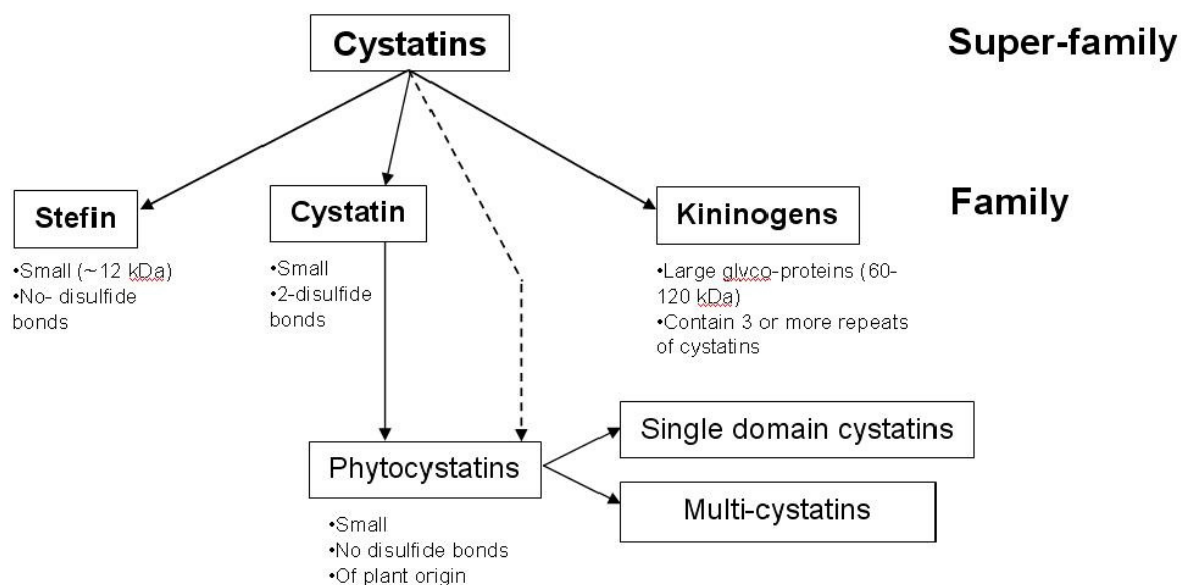 Cystatins
Super-family
Stefin
Cystatin
Kininogens
Family
•Small (~12 kDa)
•No- disulfide
bonds
•Small
•2-disulfide
bonds
•Large glyco-proteins (60-
120 kDa)
•Contain 3 or more repeats
of cystatins
Phytocystatins
Single domain cystatins
Multi-cystatins
•Small
•No disulfide bonds
•Of plant origin